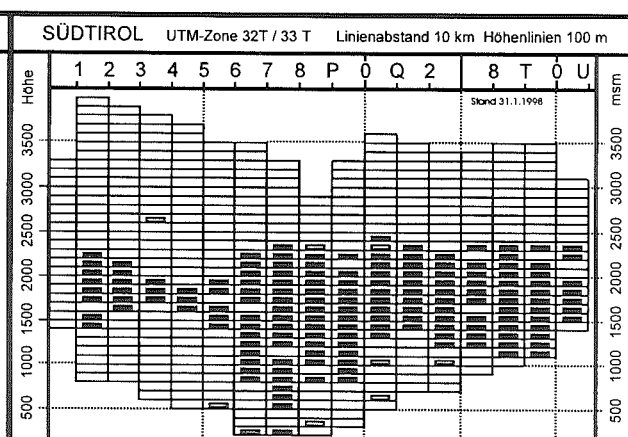 SÜDTIROL UTM-Zone 32T / 33 T Linienabstand 10 km Höhenlinien 100 m
1 2 3 4 5 6 7 8 P 0 Q 2 8 T 0 U
Höhe
msm
Stand 31.1.1998
3500 3500
3000 3000
2500 2500
2000 2000
1500 1500
1000 1000
500 500